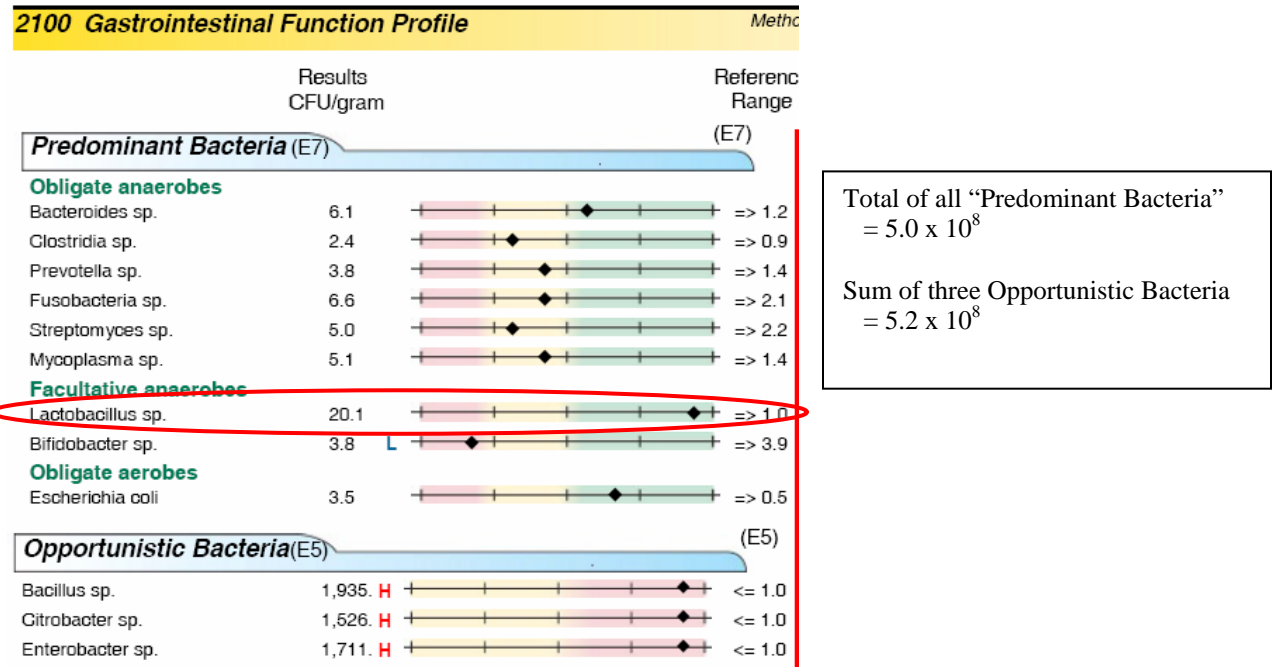 2100 Gastrointestinal Function Profile Metho
Results Referenc
CFU/gram Range
Predominant Bacteria (E7) (E7)
Obligate anaerobes
Bacteroides sp. 6.1 => 1.2
Clostridia sp. 2.4 => 0.9
Prevotella sp. 3.8 => 1.4
Fusobacteria sp. 6.6 => 2.1
Streptomyces sp. 5.0 => 2.2
Mycoplasma sp. 5.1 => 1.4
Facultative anaerobes
Lactobacillus sp. 20.1 => 1.0
Bifidobacter sp. 3.8 L => 3.9
Obligate aerobes
Escherichia coli 3.5 => 0.5
Opportunistic Bacteria(E5) (E5)
Bacillus sp. 1,935. H <= 1.0
Citrobacter sp. 1,526. H <= 1.0
Enterobacter sp. 1,711. H <= 1.0
Total of all “Predominant Bacteria”
= 5.0 x 10⁸
Sum of three Opportunistic Bacteria
= 5.2 x 10⁸